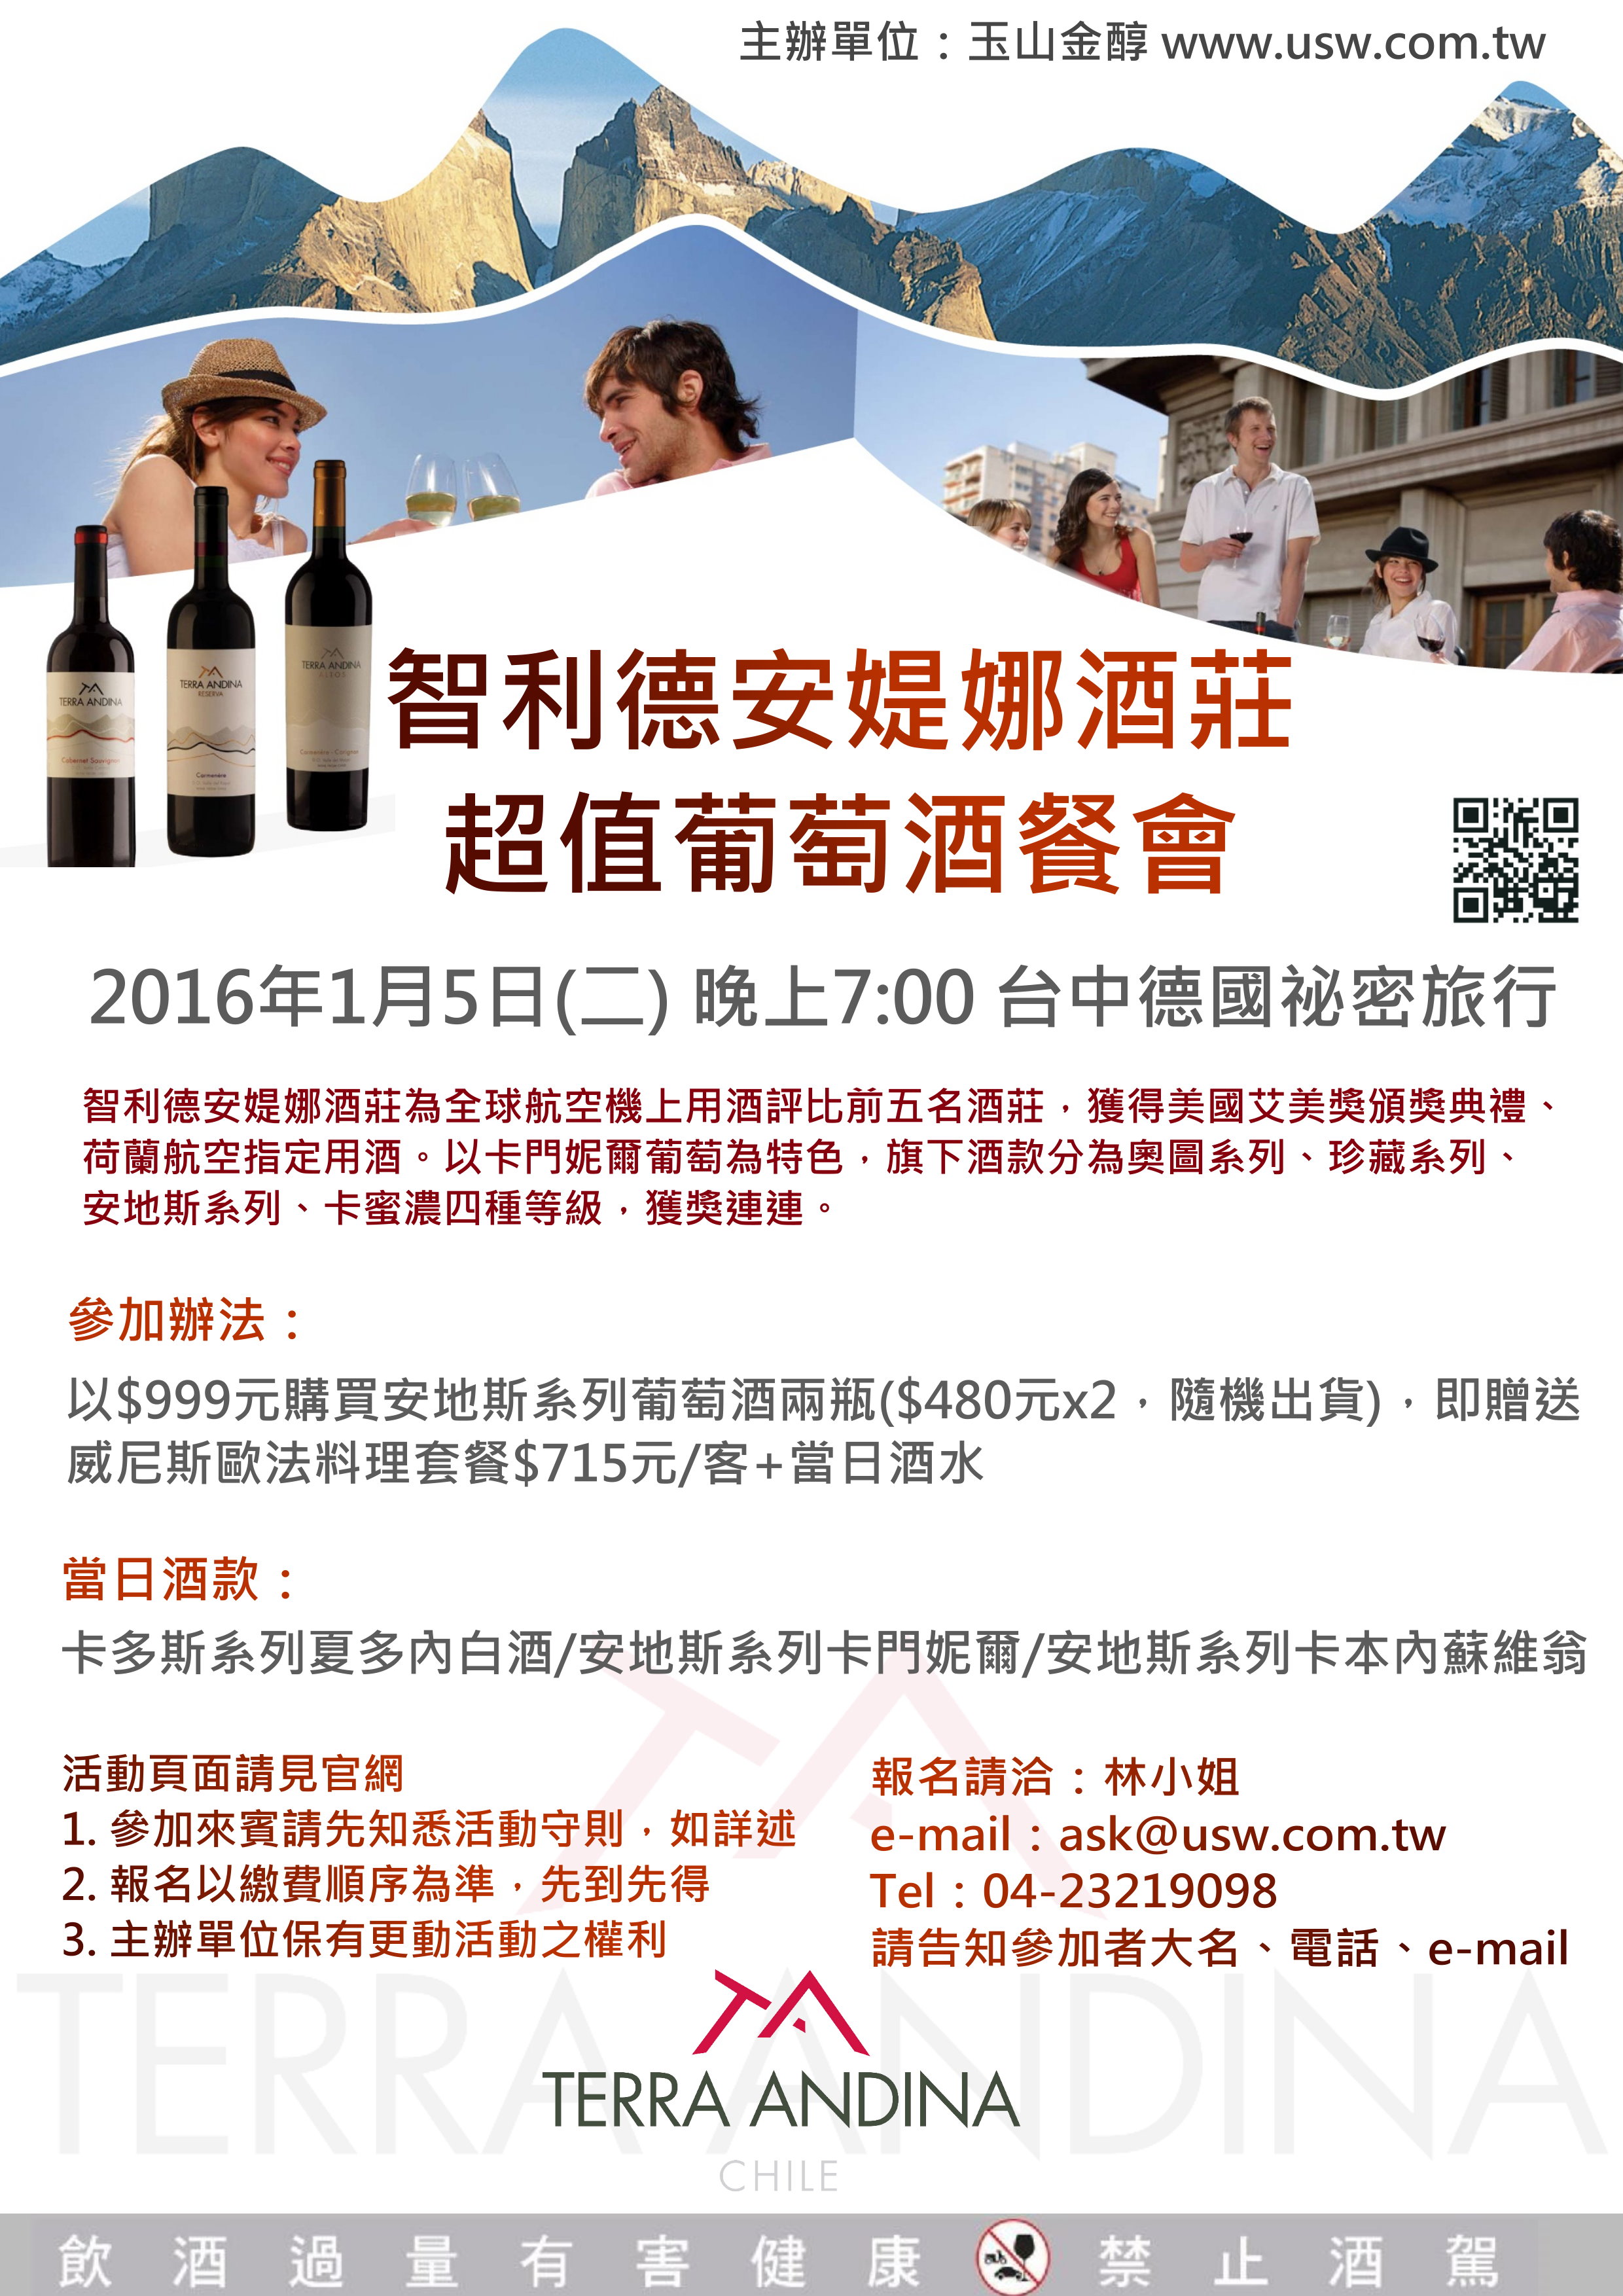 主辦單位：玉山金醇 www.usw.com.tw
TERRA ANDINA
Cabernet Sauvignon
TERRA ANDINA
RESERVA
Carmenère
TERRA ANDINA
ALTOS
Carmenère - Carignan
智利德安媞娜酒莊
超值葡萄酒餐會
2016年1月5日(二) 晚上7:00 台中德國祕密旅行
智利德安媞娜酒莊為全球航空機上用酒評比前五名酒莊，獲得美國艾美獎頒獎典禮、
荷蘭航空指定用酒。以卡門妮爾葡萄為特色，旗下酒款分為奧圖系列、珍藏系列、
安地斯系列、卡蜜濃四種等級，獲獎連連。
參加辦法：
以$999元購買安地斯系列葡萄酒兩瓶($480元x2，隨機出貨)，即贈送
威尼斯歐法料理套餐$715元/客+當日酒水
當日酒款：
卡多斯系列夏多內白酒/安地斯系列卡門妮爾/安地斯系列卡本內蘇維翁
活動頁面請見官網
1. 參加來賓請先知悉活動守則，如詳述
2. 報名以繳費順序為準，先到先得
3. 主辦單位保有更動活動之權利
報名請洽：林小姐
e-mail：ask@usw.com.tw
Tel：04-23219098
請告知參加者大名、電話、e-mail
TERRA ANDINA
TERRA ANDINA
CHILE
飲酒過量有害健康 禁止酒駕